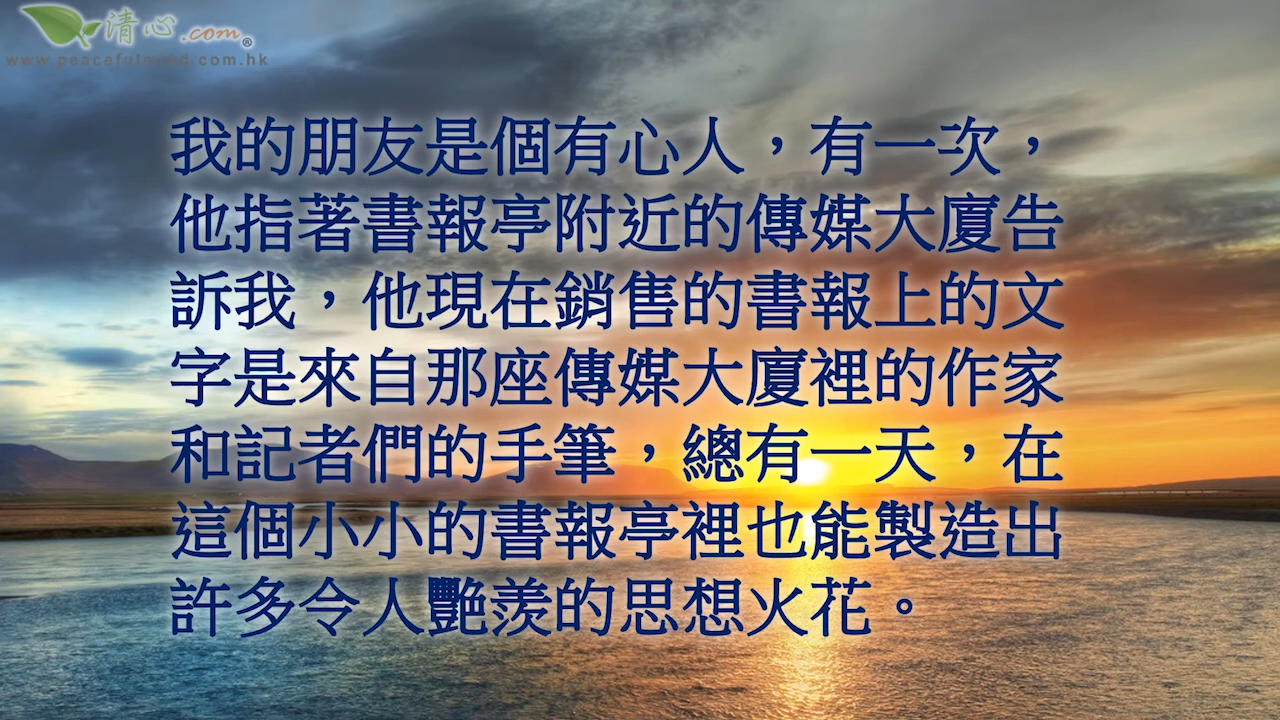 清心.com®
www.peacefulmind.com.hk
我的朋友是個有心人，有一次，
他指著書報亭附近的傳媒大廈告
訴我，他現在銷售的書報上的文
字是來自那座傳媒大廈裡的作家
和記者們的手筆，總有一天，在
這個小小的書報亭裡也能製造出
許多令人艷羨的思想火花。